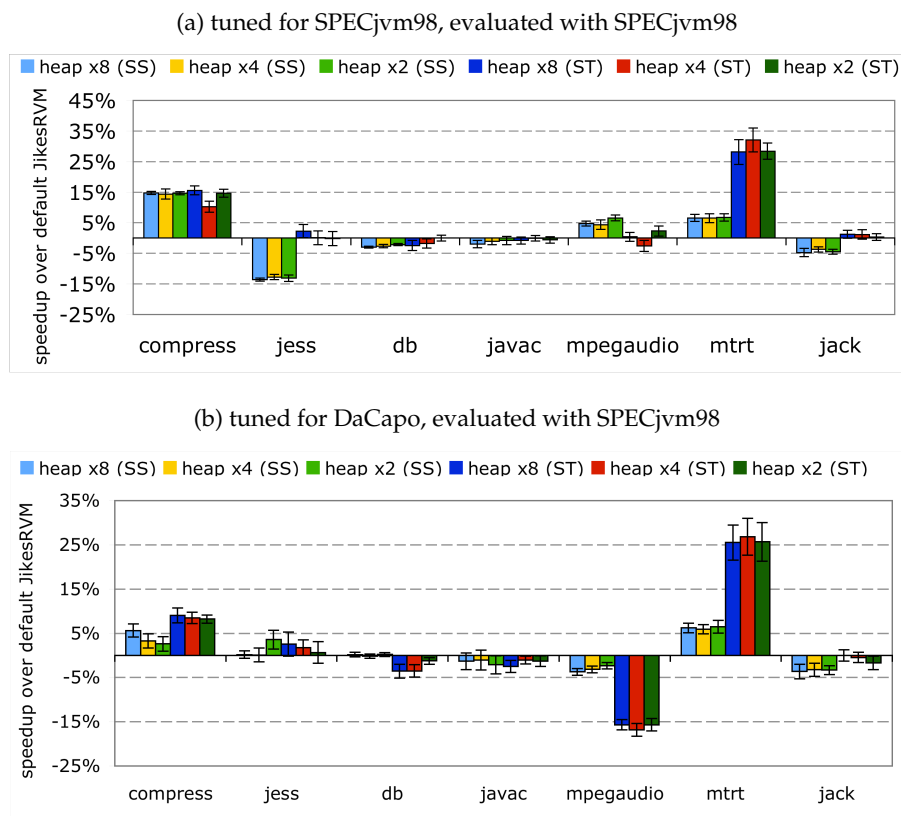 (a) tuned for SPECjvm98, evaluated with SPECjvm98
heap x8 (SS) heap x4 (SS) heap x2 (SS) heap x8 (ST) heap x4 (ST) heap x2 (ST)
speedup over default JikesRVM
45%
35%
25%
15%
5%
-5%
-15%
-25%
compress jess db javac mpegaudio mtrt jack
(b) tuned for DaCapo, evaluated with SPECjvm98
heap x8 (SS) heap x4 (SS) heap x2 (SS) heap x8 (ST) heap x4 (ST) heap x2 (ST)
speedup over default JikesRVM
35%
25%
15%
5%
-5%
-15%
-25%
compress jess db javac mpegaudio mtrt jack